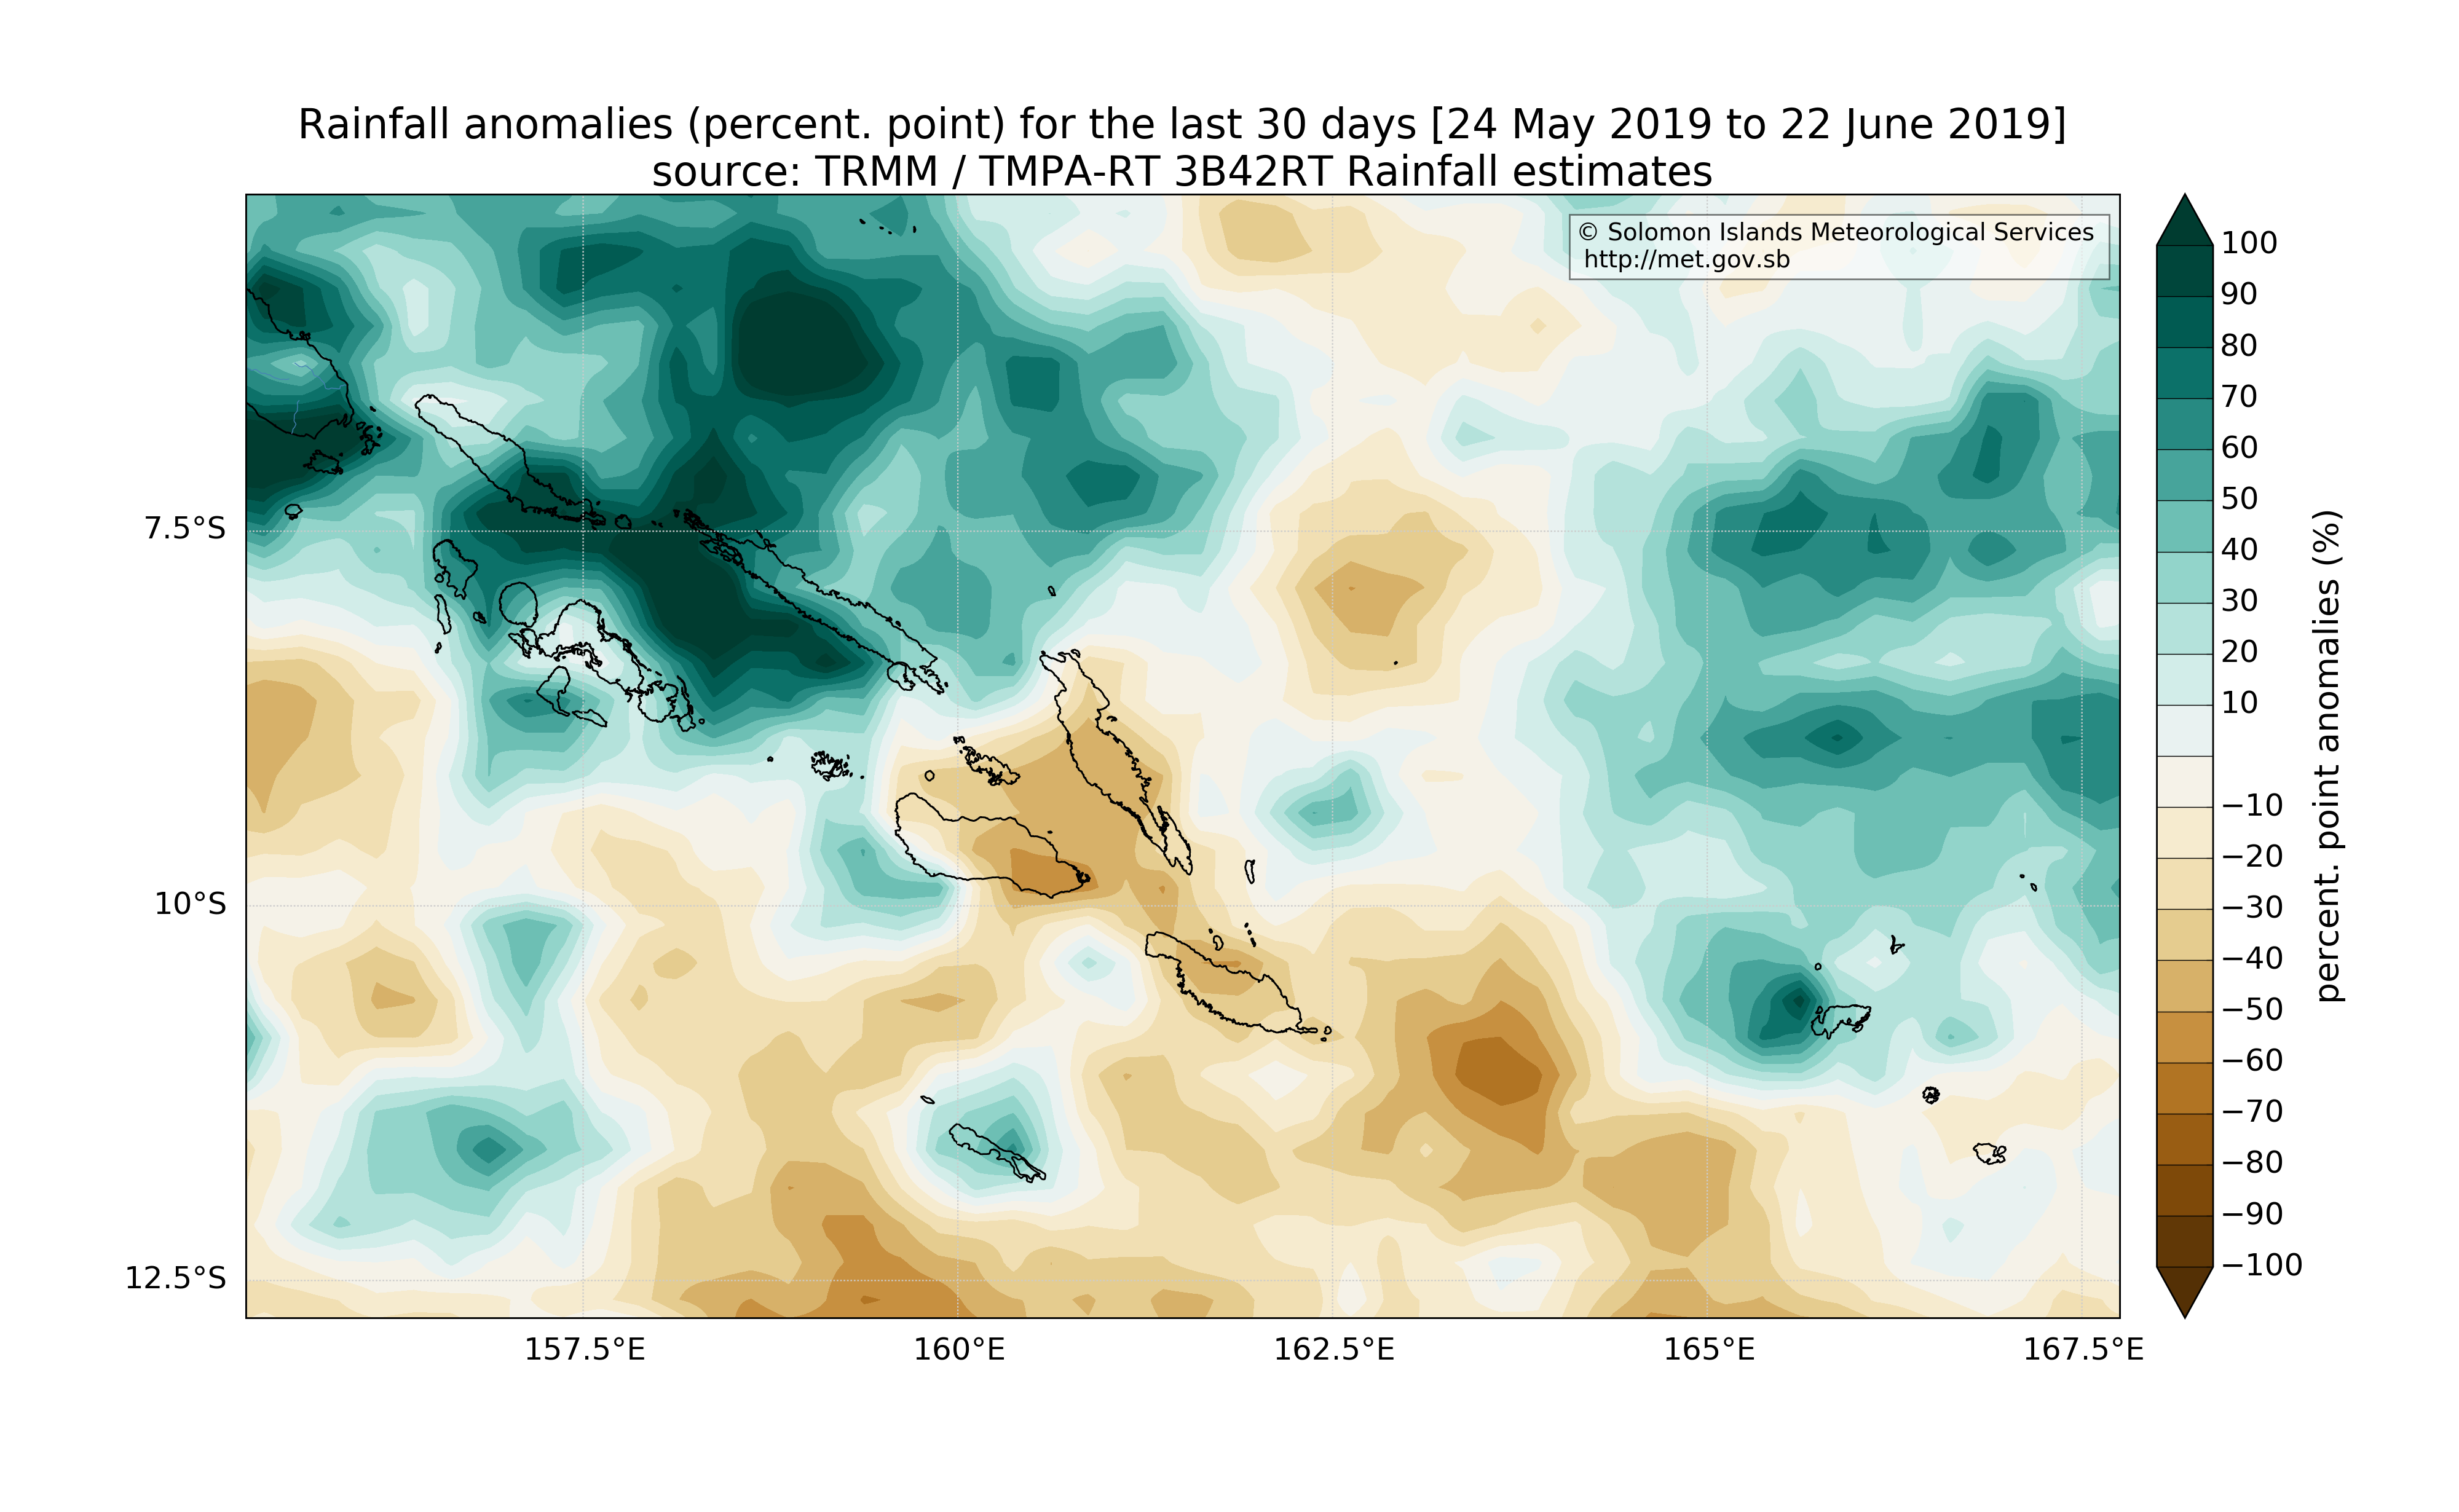 Rainfall anomalies (percent. point) for the last 30 days [24 May 2019 to 22 June 2019]
source: TRMM / TMPA-RT 3B42RT Rainfall estimates
© Solomon Islands Meteorological Services
http://met.gov.sb
7.5°S
10°S
12.5°S
157.5°E
160°E
162.5°E
165°E
167.5°E
100
90
80
70
60
50
40
30
20
10
−10
−20
−30
−40
−50
−60
−70
−80
−90
−100
percent. point anomalies (%)